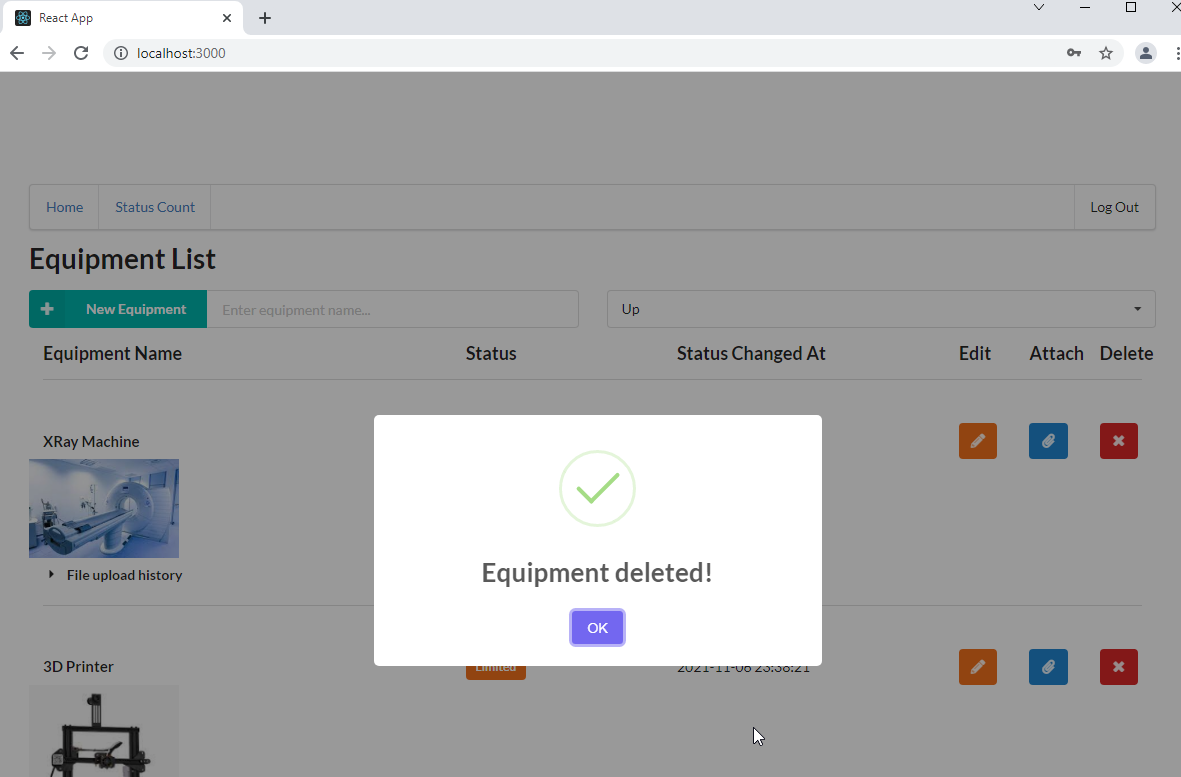 React App
localhost:3000
Home Status Count Log Out
Equipment List
New Equipment Enter equipment name... Up
Equipment Name Status Status Changed At Edit Attach Delete
XRay Machine
File upload history
Equipment deleted!
OK
3D Printer Limited 2021-11-06 23:38:21